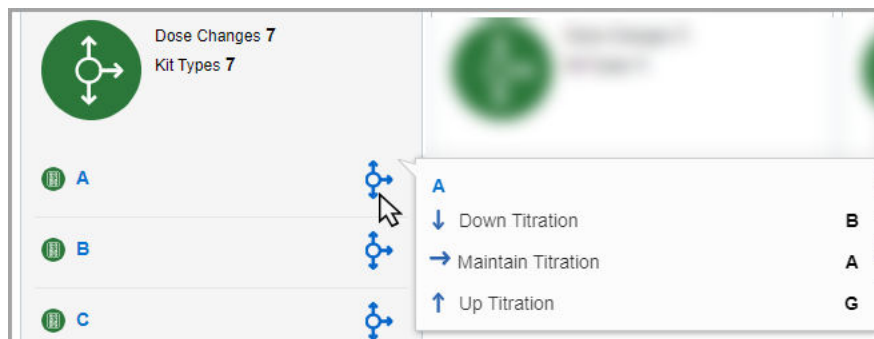 Dose Changes 7
Kit Types 7
A
B
C
A
Down Titration B
Maintain Titration A
Up Titration G